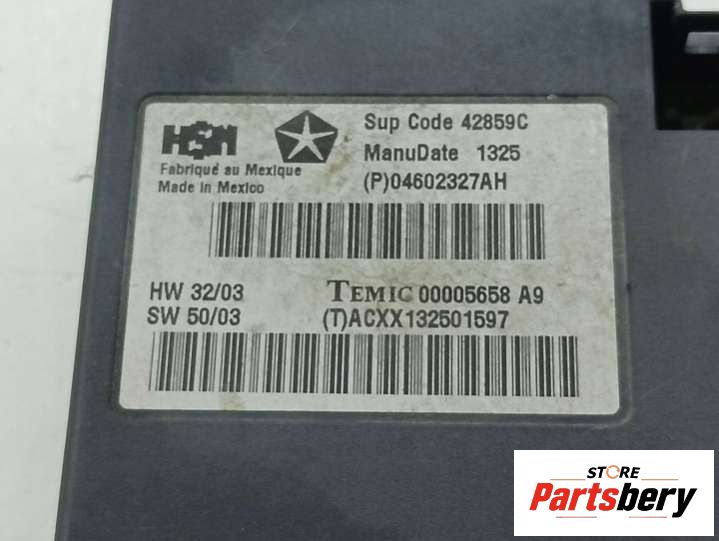 HSM
Sup Code 42859C
ManuDate 1325
(P)04602327AH
Fabriqué au Mexique
Made in Mexico
HW 32/03
SW 50/03
TEMIC 00005658 A9
(T)ACXX132501597
STORE
Partsbery